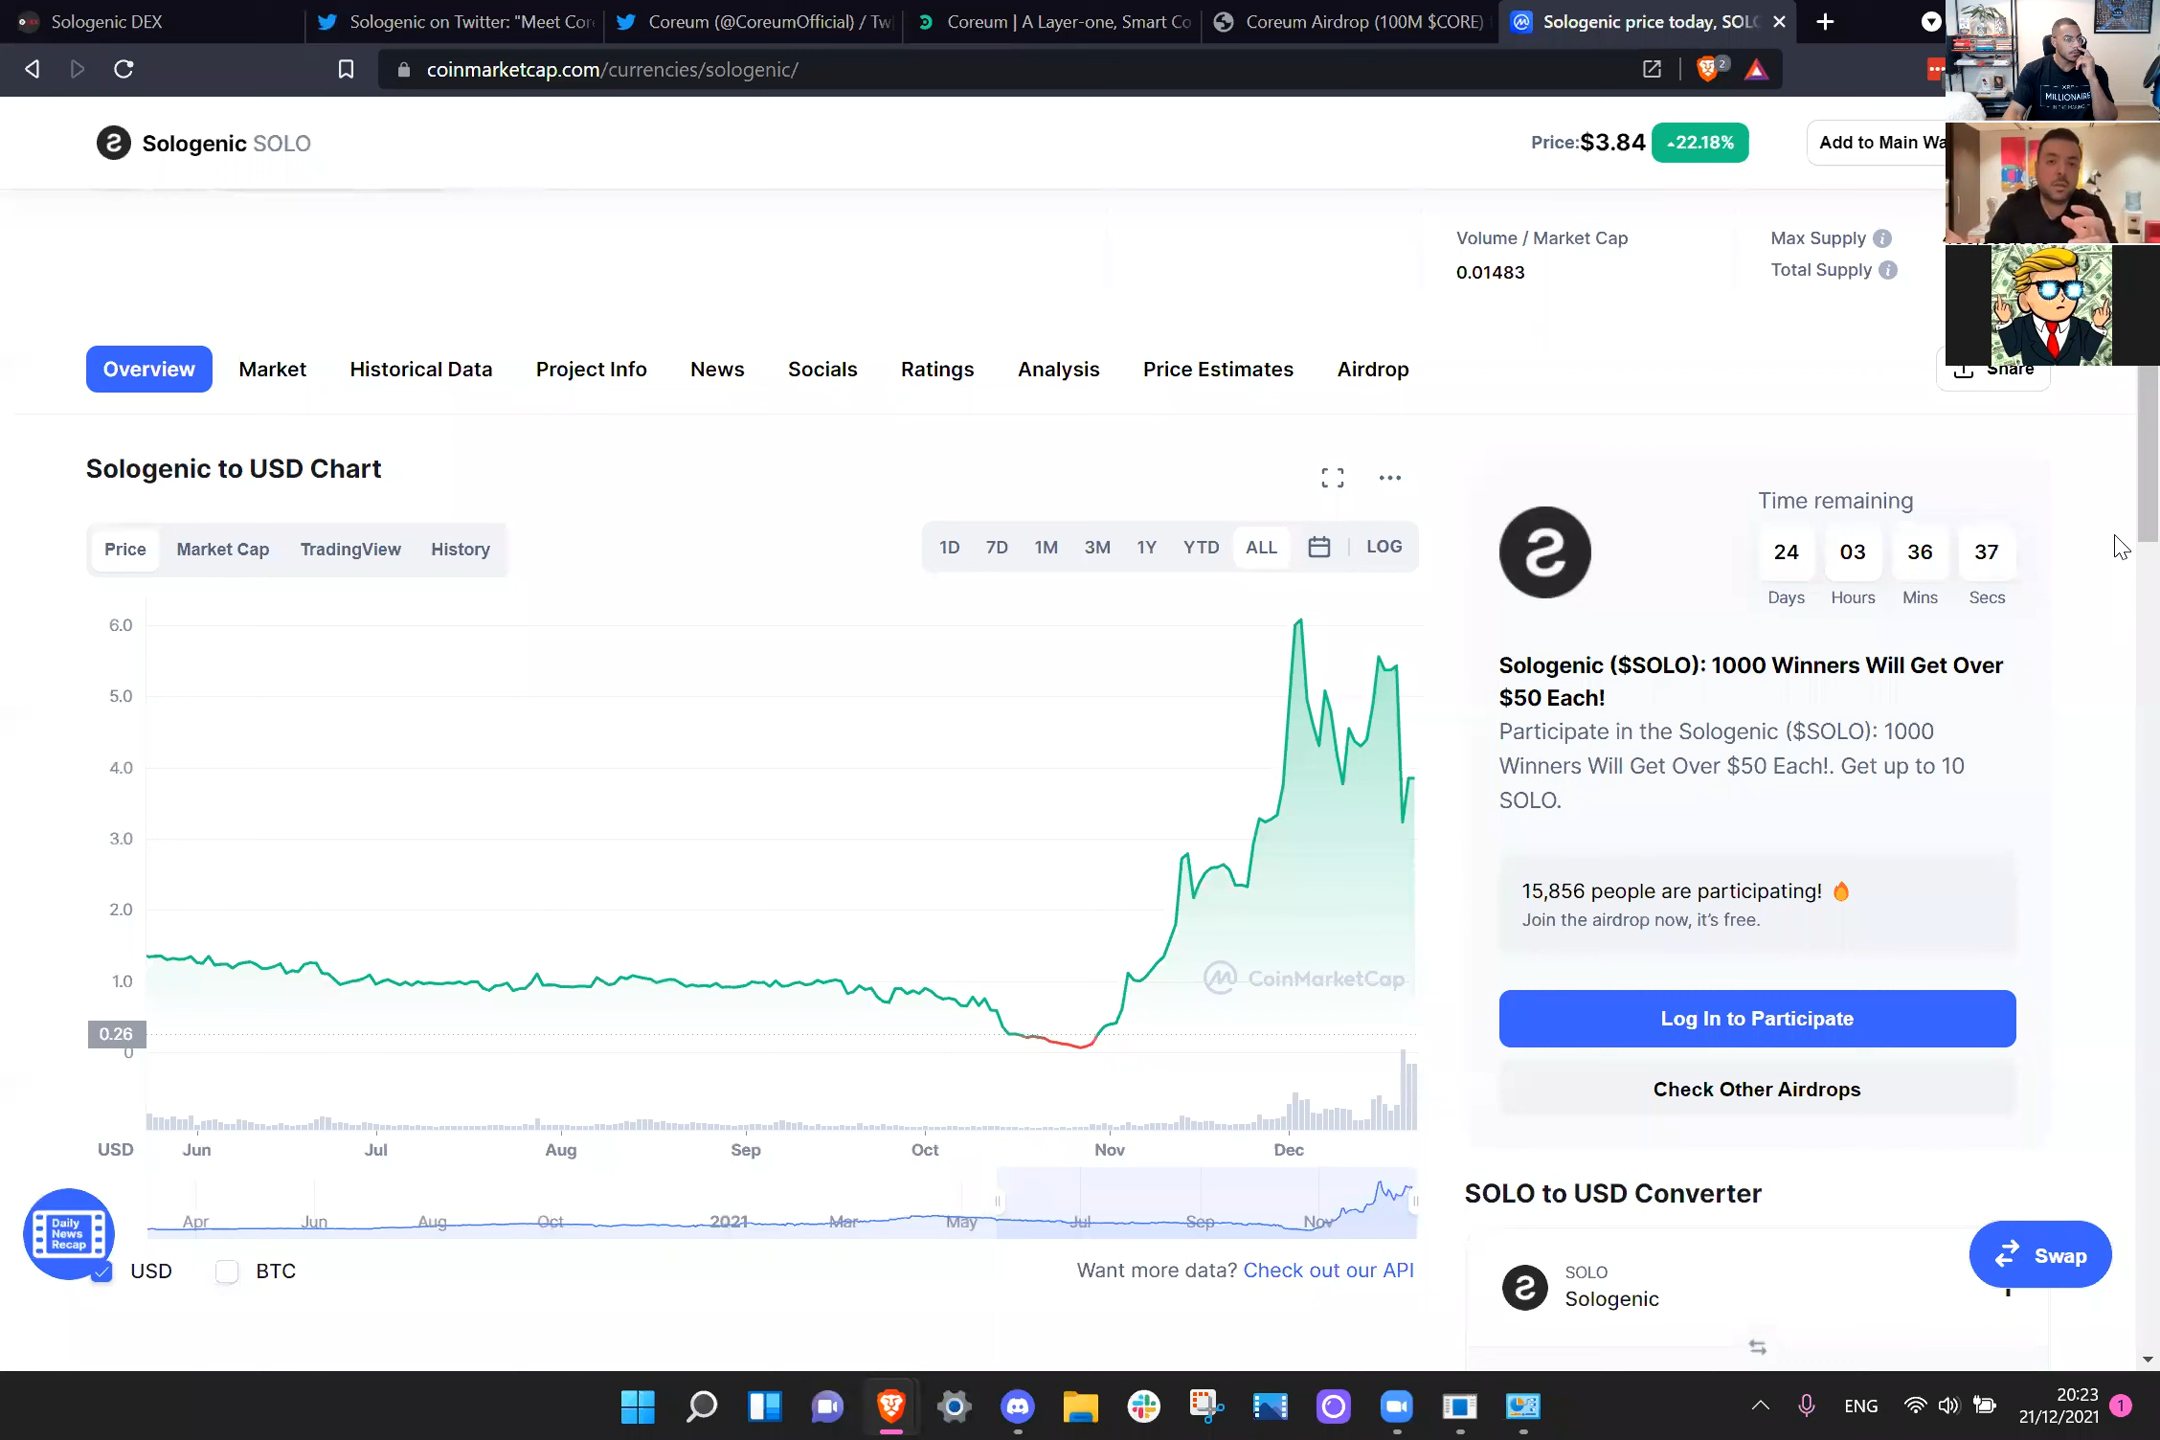 Sologenic DEX
Sologenic on Twitter: "Meet Cor
Coreum (@CoreumOfficial) / Tw
Coreum | A Layer-one, Smart Co
Coreum Airdrop (100M $CORE)
Sologenic price today, SOLO
coinmarketcap.com/currencies/sologenic/
2
MILLIONAIRE
Sologenic SOLO
Price:$3.84
22.18%
Add to Main Wa
Volume / Market Cap
0.01483
Max Supply
Total Supply
Overview
Market
Historical Data
Project Info
News
Socials
Ratings
Analysis
Price Estimates
Airdrop
Share
Sologenic to USD Chart
Price
Market Cap
TradingView
History
1D
7D
1M
3M
1Y
YTD
ALL
LOG
6.0
5.0
4.0
3.0
2.0
1.0
0.26
0
CoinMarketCap
USD
Jun
Jul
Aug
Sep
Oct
Nov
Dec
Apr
Jun
Aug
Oct
2021
Mar
May
Jul
Sep
Nov
Daily
News
Recap
USD
BTC
Want more data? Check out our API
Time remaining
24
03
36
37
Days
Hours
Mins
Secs
Sologenic ($SOLO): 1000 Winners Will Get Over
$50 Each!
Participate in the Sologenic ($SOLO): 1000
Winners Will Get Over $50 Each!. Get up to 10
SOLO.
15,856 people are participating! 🔥
Join the airdrop now, it's free.
Log In to Participate
Check Other Airdrops
SOLO to USD Converter
SOLO
Sologenic
Swap
ENG
20:23
21/12/2021
1